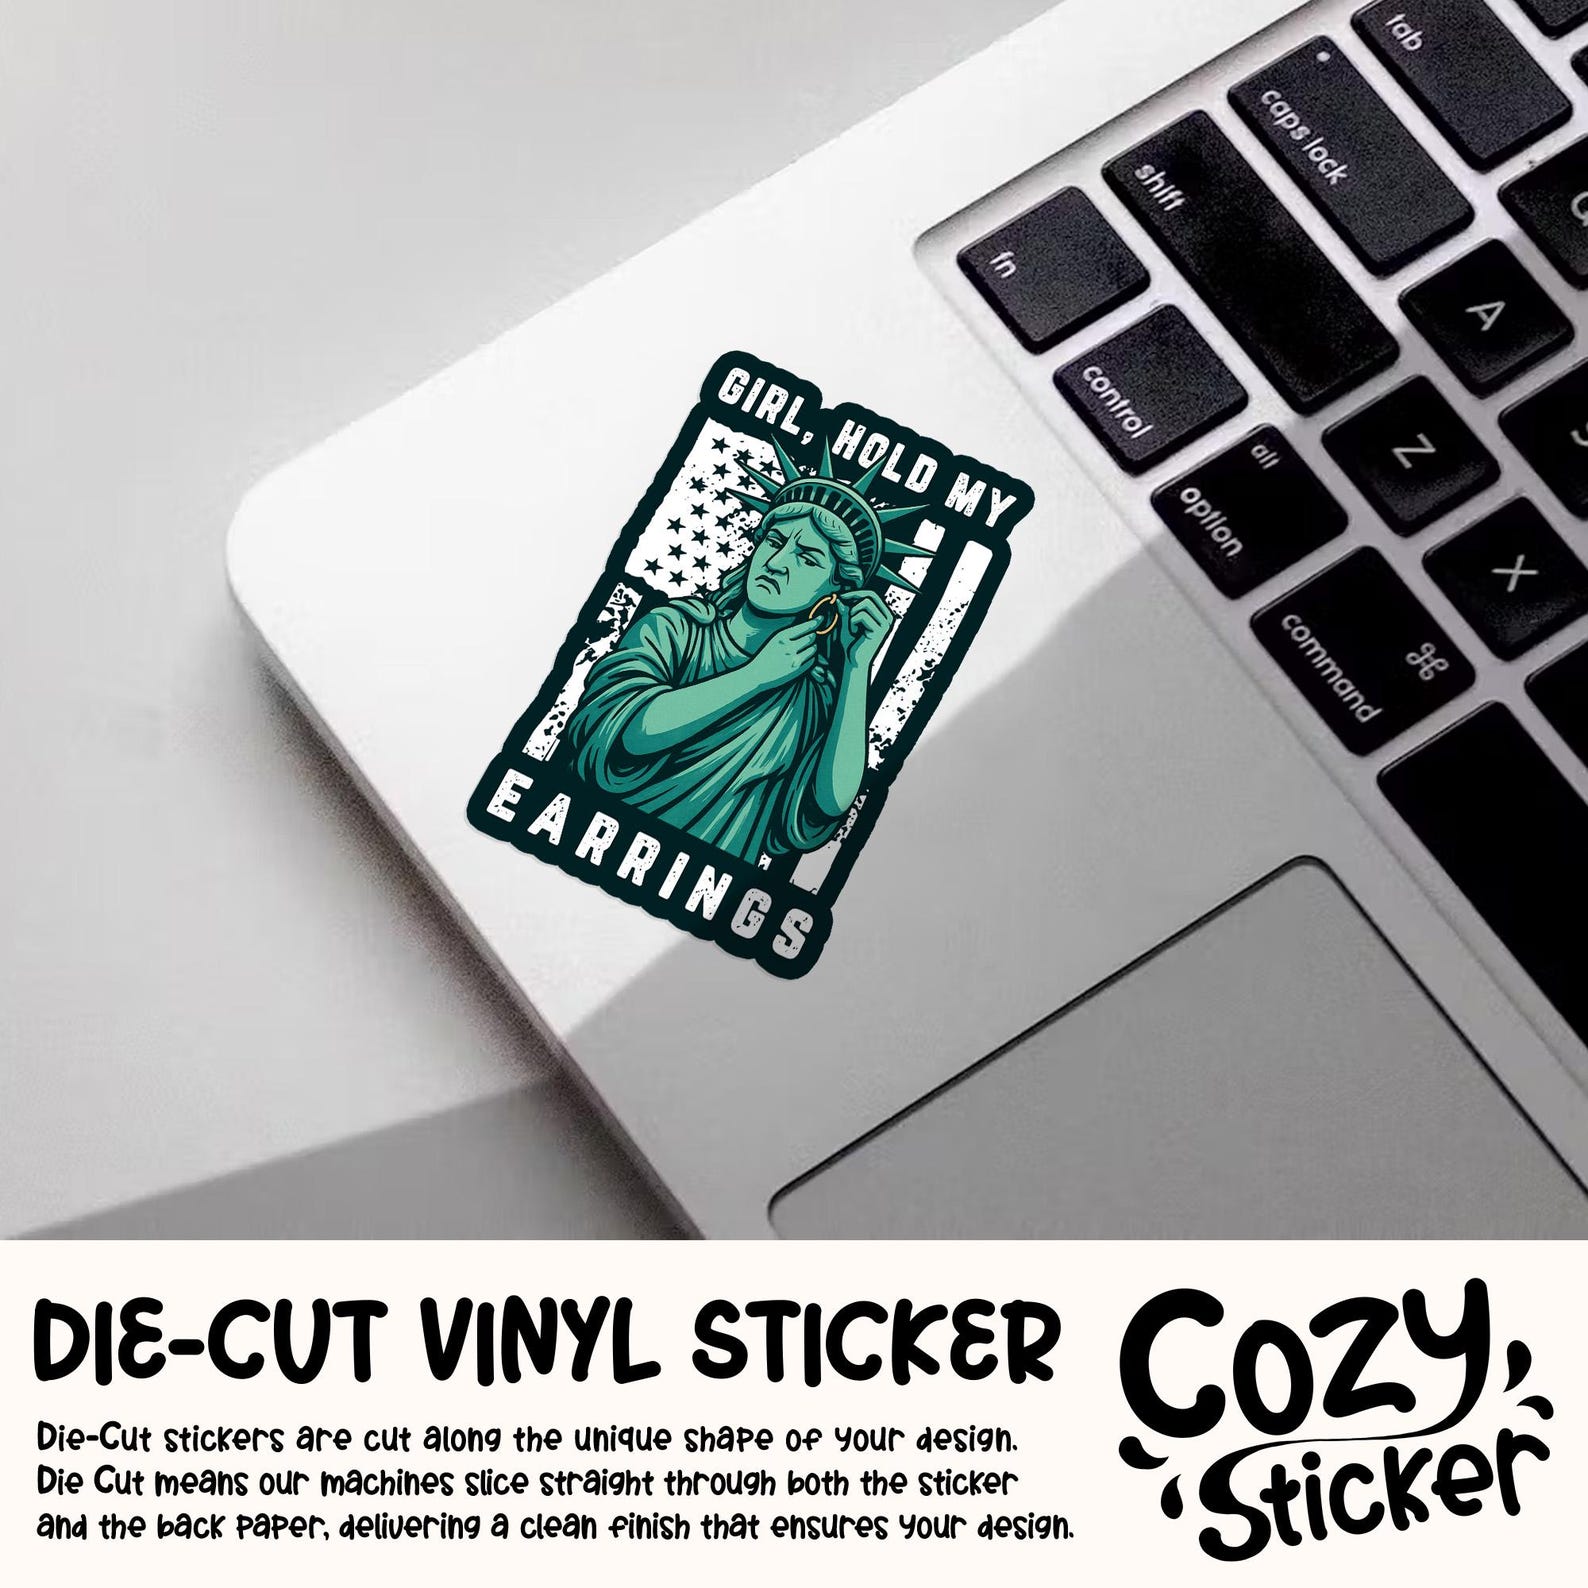 GIRL, HOLD MY
EARRINGS
tab
caps lock
shift
fn
A
control
Z
alt
option
X
command
⌘
DIE-CUT VINYL STICKER
Die-Cut stickers are cut along the unique shape of your design.
Die Cut means our machines slice straight through both the sticker
and the back paper, delivering a clean finish that ensures your design.
Cozy
Sticker